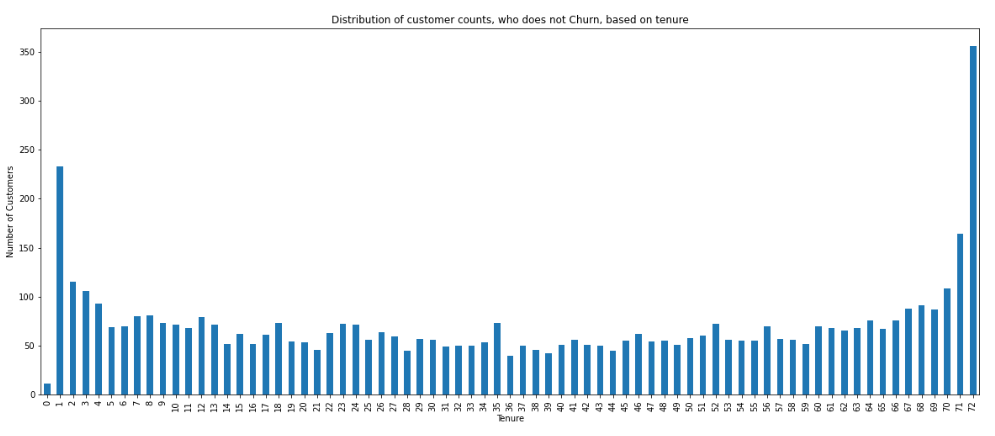 Distribution of customer counts, who does not Churn, based on tenure
Number of Customers
350
300
250
200
150
100
50
0
0 1 2 3 4 5 6 7 8 9 10 11 12 13 14 15 16 17 18 19 20 21 22 23 24 25 26 27 28 29 30 31 32 33 34 35 36 37 38 39 40 41 42 43 44 45 46 47 48 49 50 51 52 53 54 55 56 57 58 59 60 61 62 63 64 65 66 67 68 69 70 71 72
Tenure